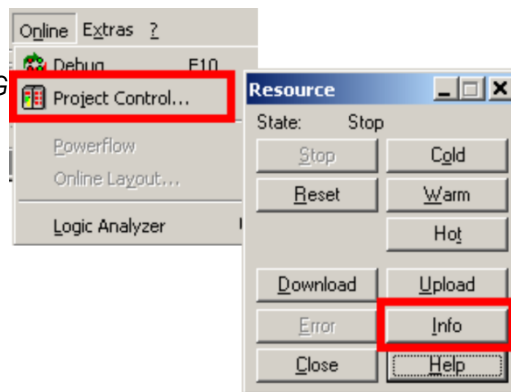 Online Extras ?
Debug F10
Project Control...
Powerflow
Online Layout...
Logic Analyzer
Resource
State: Stop
Stop Cold
Reset Warm
Hot
Download Upload
Error Info
Close Help